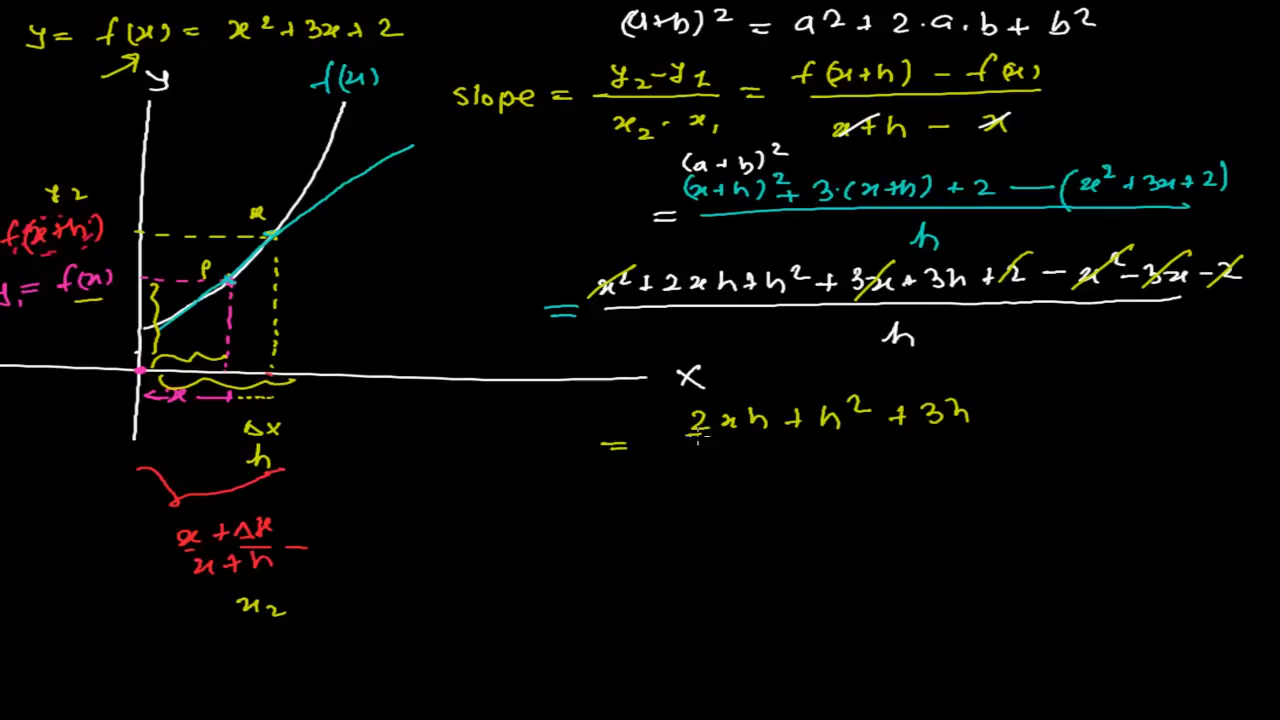 y = f(x) = x² + 3x + 2
(a+b)² = a² + 2·a·b + b²
y
f(x)
slope = y₂-y₁ / x₂ - x₁ = f(x+h) - f(x) / x+h - x
(a+b)²
= (x+h)² + 3·(x+h) + 2 — (x² + 3x + 2) / h
y 2
f(x+h)
P
y₁ = f(x)
= x² + 2xh + h² + 3x + 3h + 2 - x² - 3x - 2 / h
x
x
Δx
h
= 2xh + h² + 3h
x + Δx
x + h
x₂